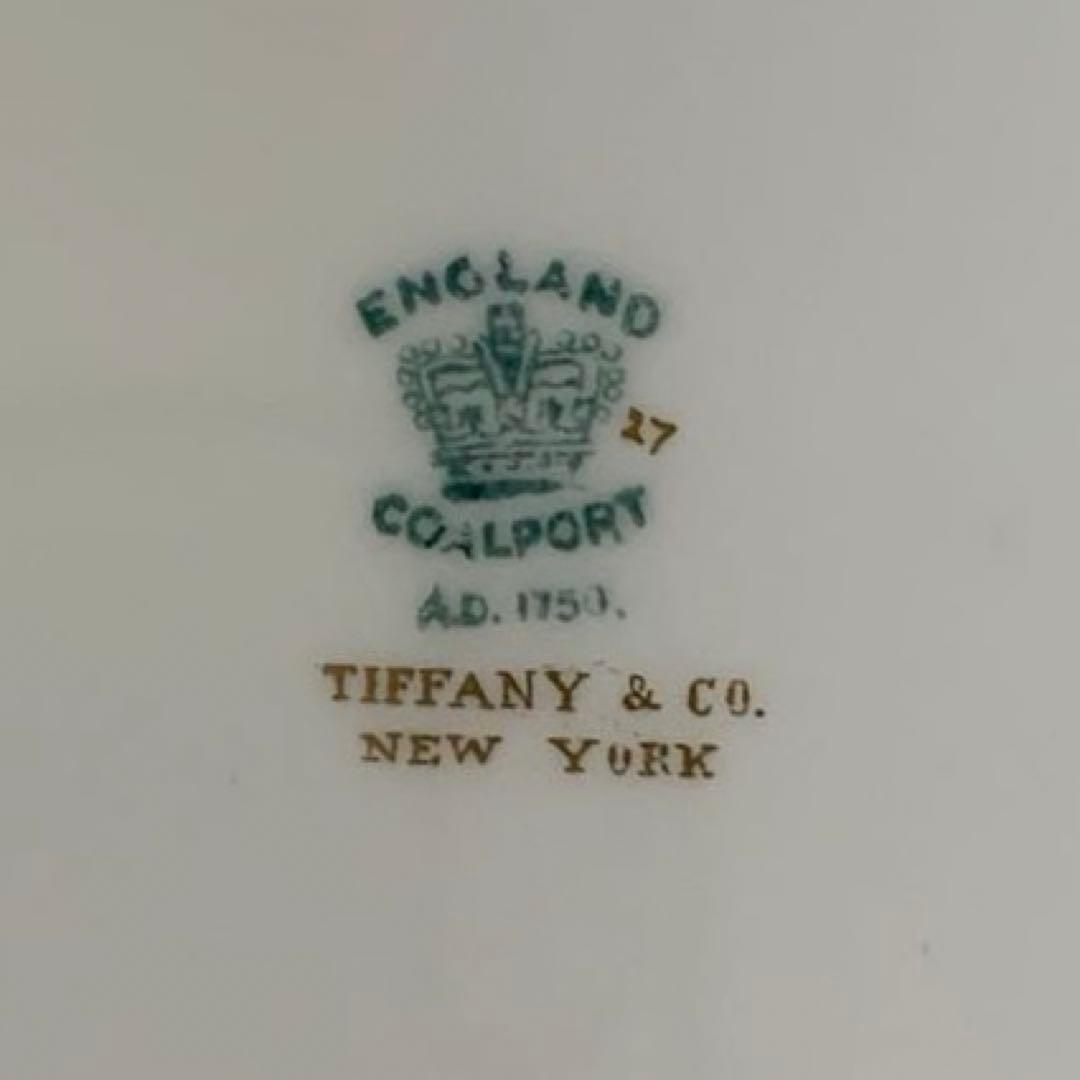 ENGLAND
27
COALPORT
A.D. 1750.
TIFFANY & CO.
NEW YORK